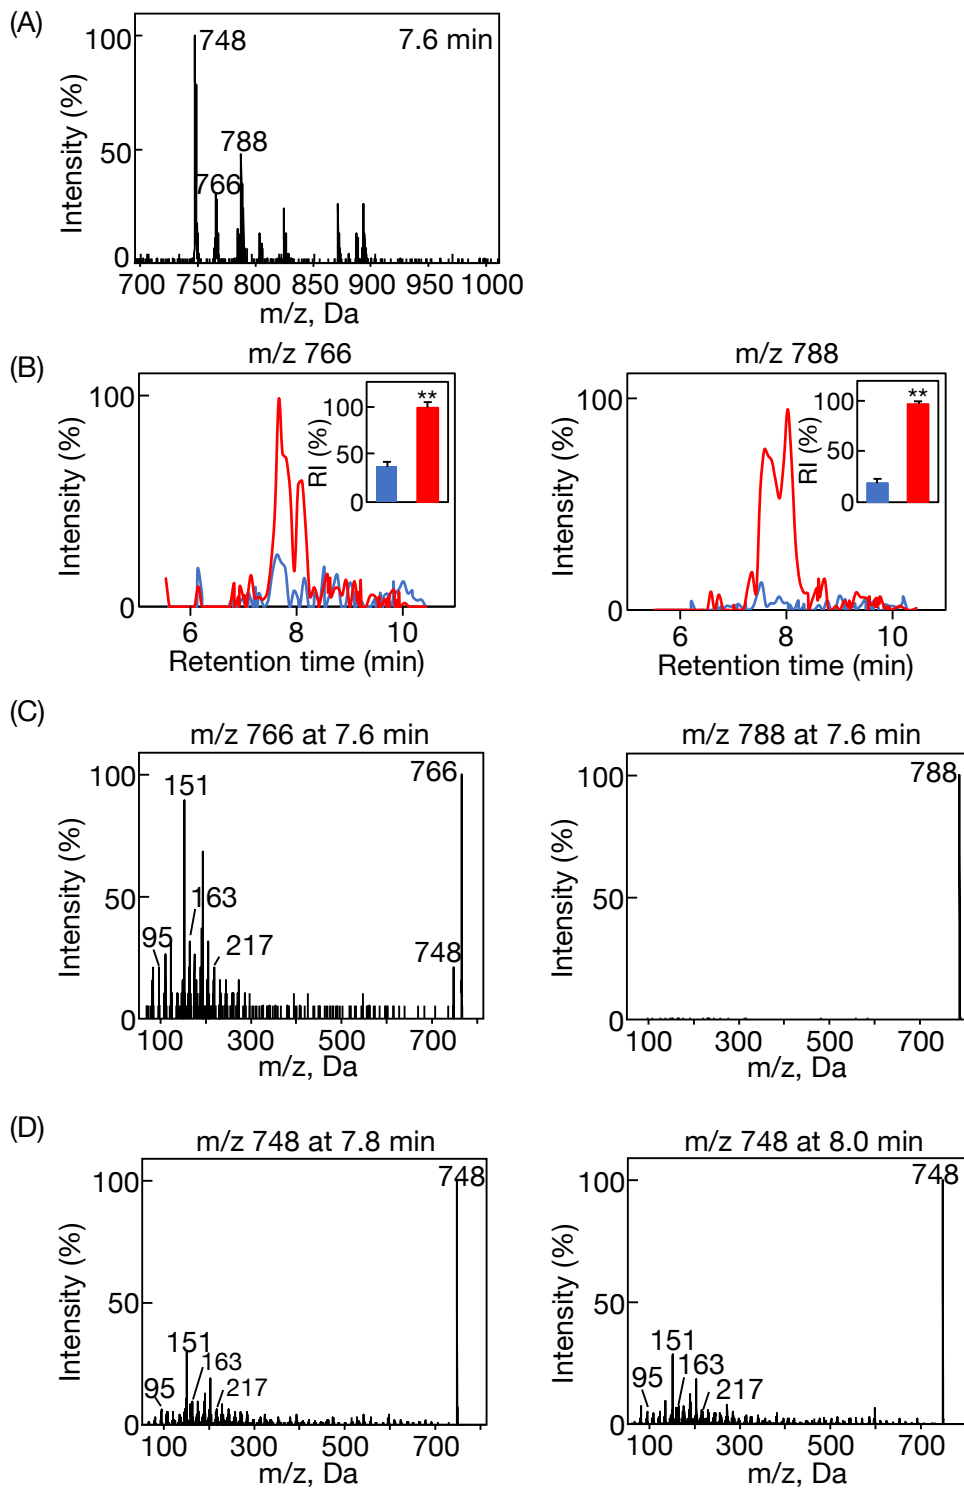 (A)
7.6 min
748
788
766
Intensity (%)
100
50
0
700 750 800 850 900 950 1000
m/z, Da
(B)
m/z 766
Intensity (%)
100
0
RI (%)
100
50
0
**
6 8 10
Retention time (min)
m/z 788
Intensity (%)
100
0
RI (%)
100
50
0
**
6 8 10
Retention time (min)
(C)
m/z 766 at 7.6 min
Intensity (%)
100
50
0
766
151
163
95
217
748
100 300 500 700
m/z, Da
m/z 788 at 7.6 min
Intensity (%)
100
50
0
788
100 300 500 700
m/z, Da
(D)
m/z 748 at 7.8 min
Intensity (%)
100
50
0
748
151
163
95
217
100 300 500 700
m/z, Da
m/z 748 at 8.0 min
Intensity (%)
100
50
0
748
151
163
95
217
100 300 500 700
m/z, Da